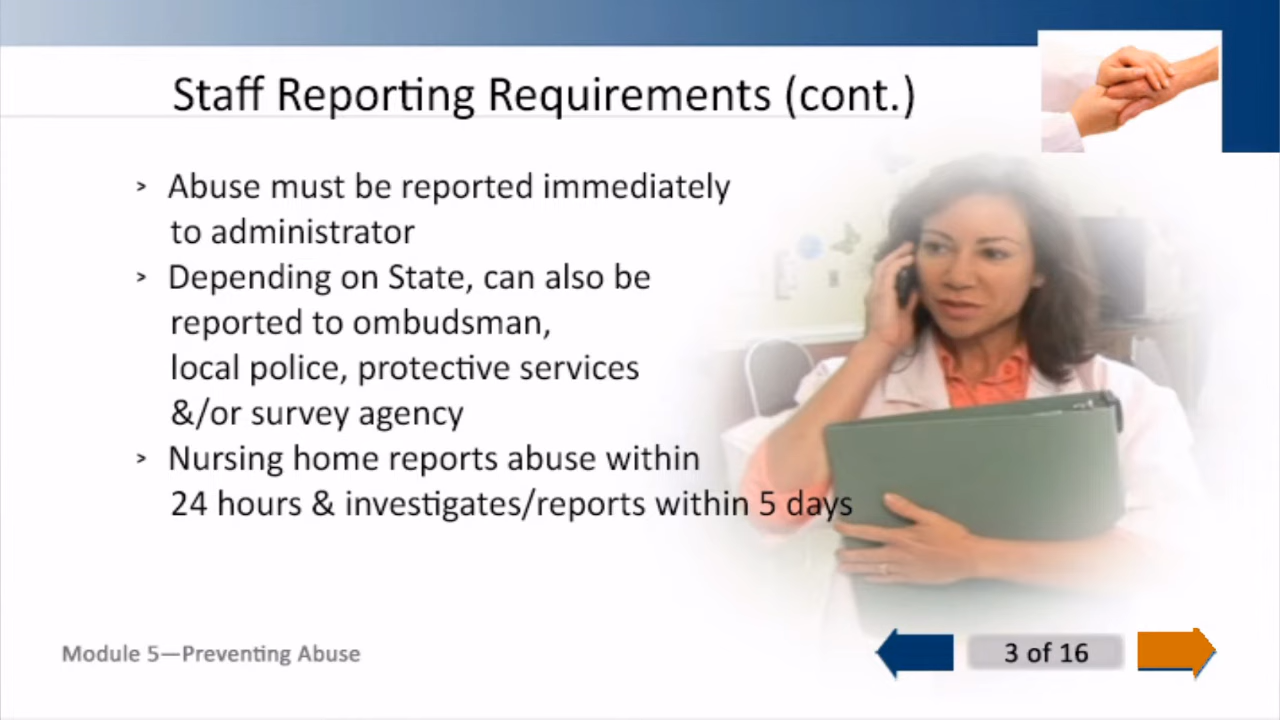 Staff Reporting Requirements (cont.)
> Abuse must be reported immediately
to administrator
> Depending on State, can also be
reported to ombudsman,
local police, protective services
&/or survey agency
> Nursing home reports abuse within
24 hours & investigates/reports within 5 days
Module 5—Preventing Abuse
3 of 16